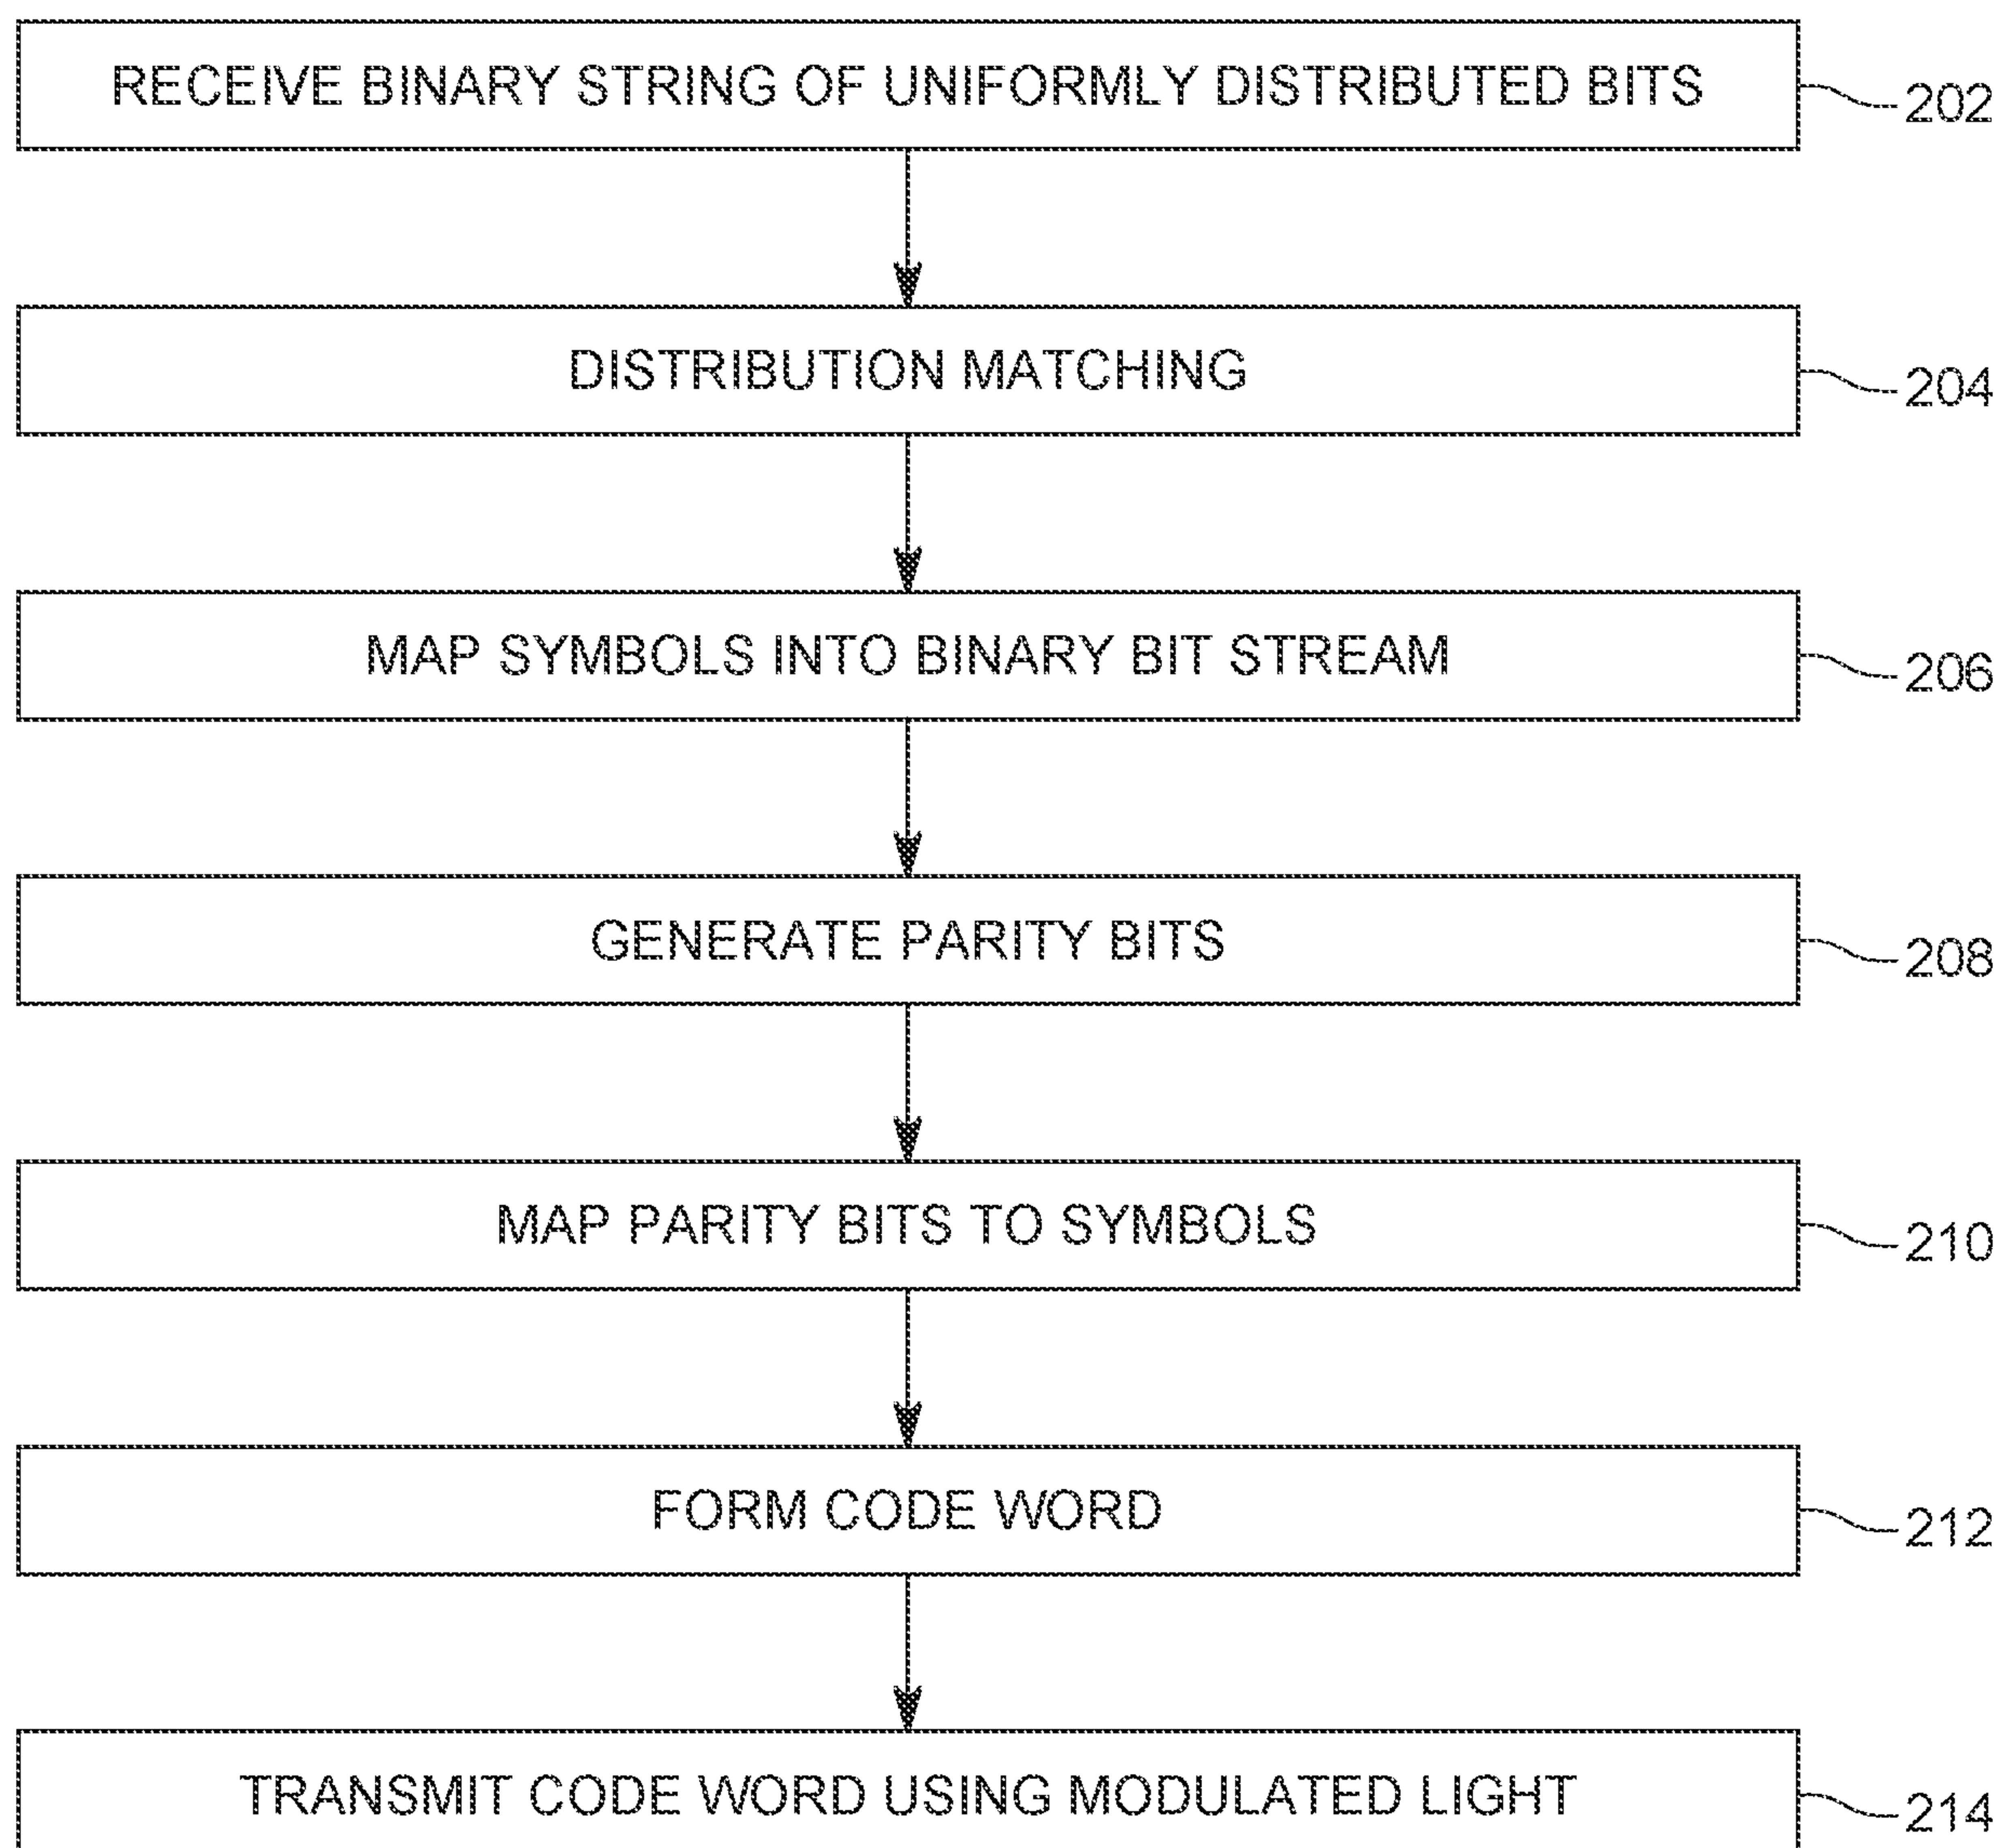 RECEIVE BINARY STRING OF UNIFORMLY DISTRIBUTED BITS
202
DISTRIBUTION MATCHING
204
MAP SYMBOLS INTO BINARY BIT STREAM
206
GENERATE PARITY BITS
208
MAP PARITY BITS TO SYMBOLS
210
FORM CODE WORD
212
TRANSMIT CODE WORD USING MODULATED LIGHT
214